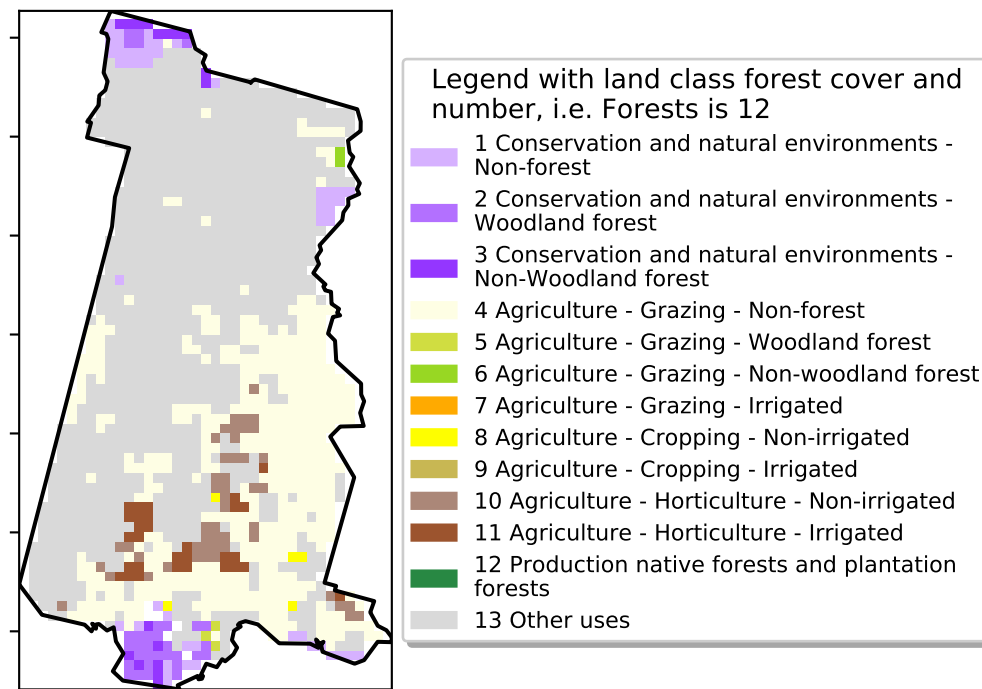 Legend with land class forest cover and
number, i.e. Forests is 12
1 Conservation and natural environments -
Non-forest
2 Conservation and natural environments -
Woodland forest
3 Conservation and natural environments -
Non-Woodland forest
4 Agriculture - Grazing - Non-forest
5 Agriculture - Grazing - Woodland forest
6 Agriculture - Grazing - Non-woodland forest
7 Agriculture - Grazing - Irrigated
8 Agriculture - Cropping - Non-irrigated
9 Agriculture - Cropping - Irrigated
10 Agriculture - Horticulture - Non-irrigated
11 Agriculture - Horticulture - Irrigated
12 Production native forests and plantation
forests
13 Other uses